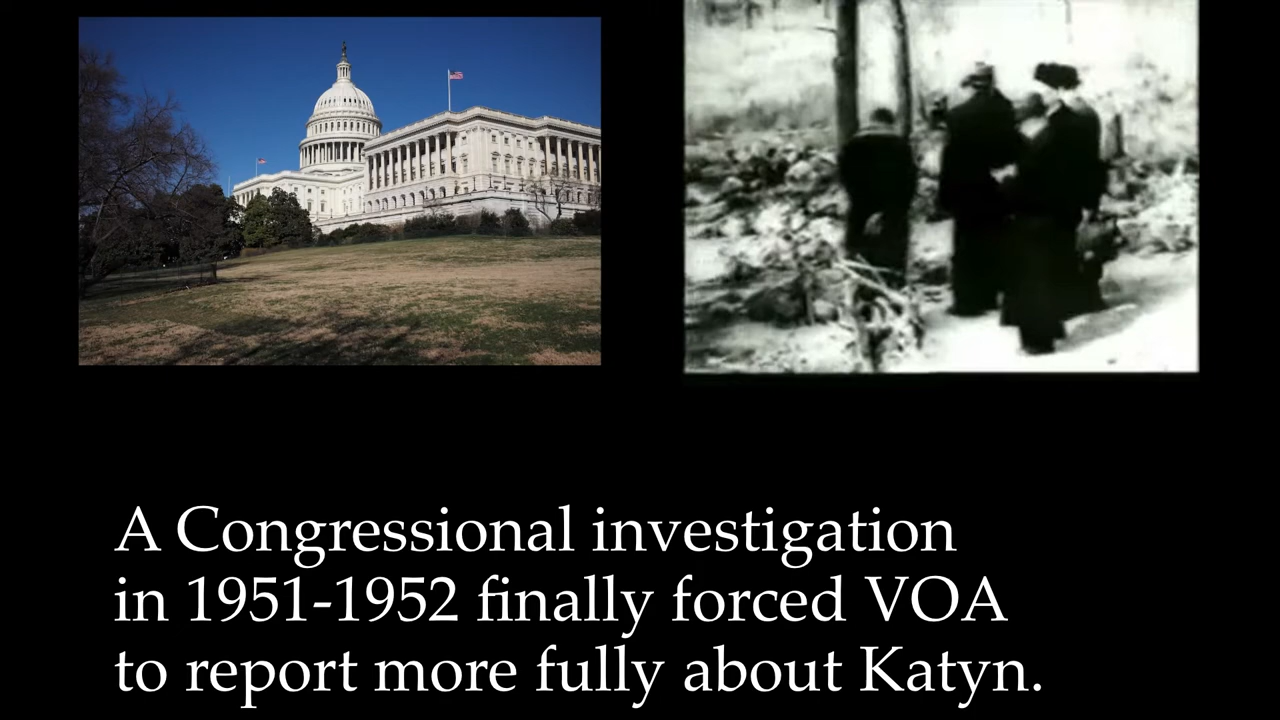 A Congressional investigation
in 1951-1952 finally forced VOA
to report more fully about Katyn.